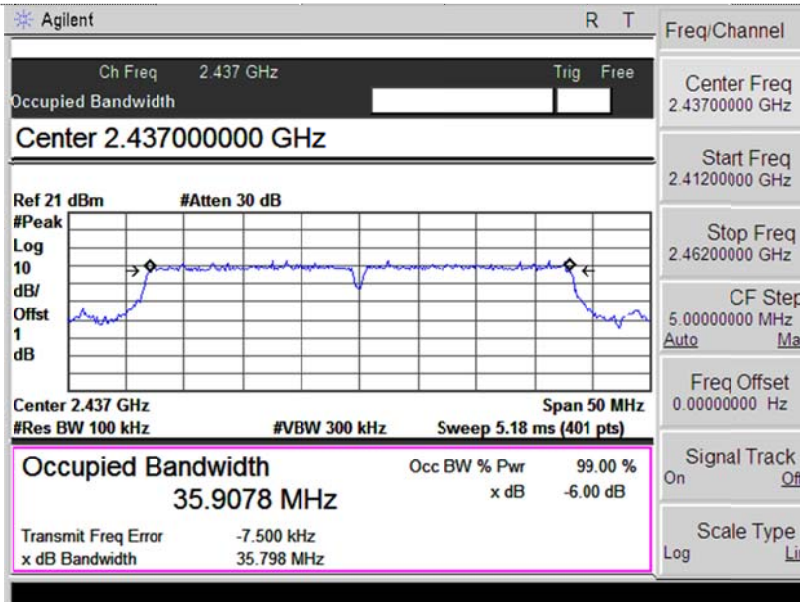 Agilent R T
Ch Freq 2.437 GHz Trig Free
Occupied Bandwidth
Center 2.437000000 GHz
Ref 21 dBm #Atten 30 dB
#Peak
Log
10
dB/
Offst
1
dB
Center 2.437 GHz Span 50 MHz
#Res BW 100 kHz #VBW 300 kHz Sweep 5.18 ms (401 pts)
Occupied Bandwidth Occ BW % Pwr 99.00 %
35.9078 MHz x dB -6.00 dB
Transmit Freq Error -7.500 kHz
x dB Bandwidth 35.798 MHz
Freq/Channel
Center Freq
2.43700000 GHz
Start Freq
2.41200000 GHz
Stop Freq
2.46200000 GHz
CF Step
5.00000000 MHz
Auto Ma
Freq Offset
0.00000000 Hz
Signal Track
On Off
Scale Type
Log Li